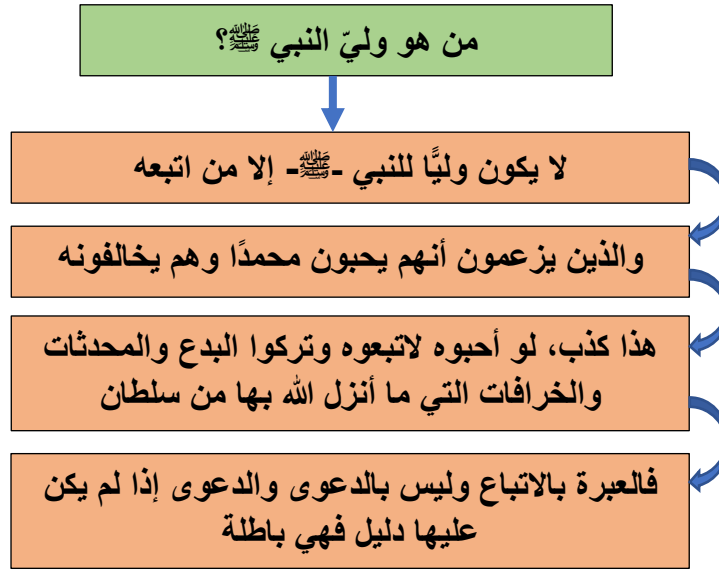 من هو وليّ النبي ﷺ؟
لا يكون وليًّا للنبي -ﷺ- إلا من اتبعه
والذين يزعمون أنهم يحبون محمدًا وهم يخالفونه
هذا كذب، لو أحبوه لاتبعوه وتركوا البدع والمحدثات
والخرافات التي ما أنزل الله بها من سلطان
فالعبرة بالاتباع وليس بالدعوى والدعوى إذا لم يكن
عليها دليل فهي باطلة